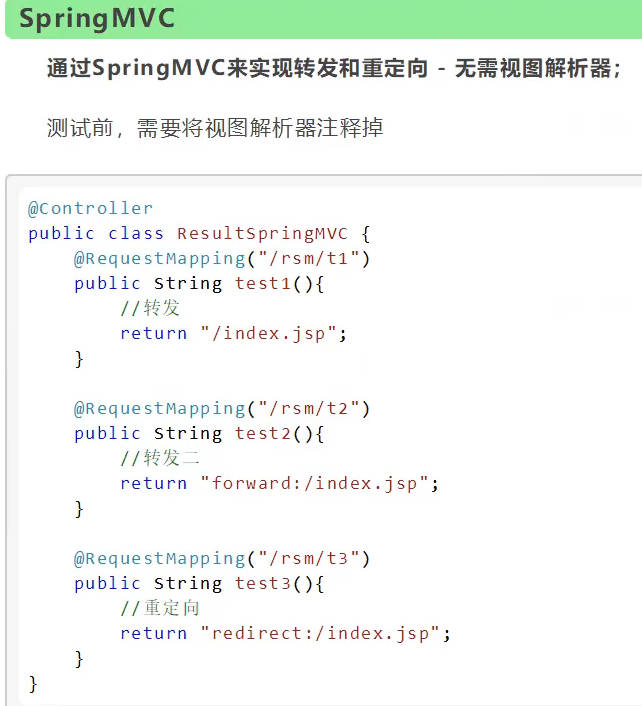 SpringMVC
通过SpringMVC来实现转发和重定向 - 无需视图解析器；
测试前，需要将视图解析器注释掉
@Controller
public class ResultSpringMVC {
    @RequestMapping("/rsm/t1")
    public String test1(){
        //转发
        return "/index.jsp";
    }
    @RequestMapping("/rsm/t2")
    public String test2(){
        //转发二
        return "forward:/index.jsp";
    }
    @RequestMapping("/rsm/t3")
    public String test3(){
        //重定向
        return "redirect:/index.jsp";
    }
}